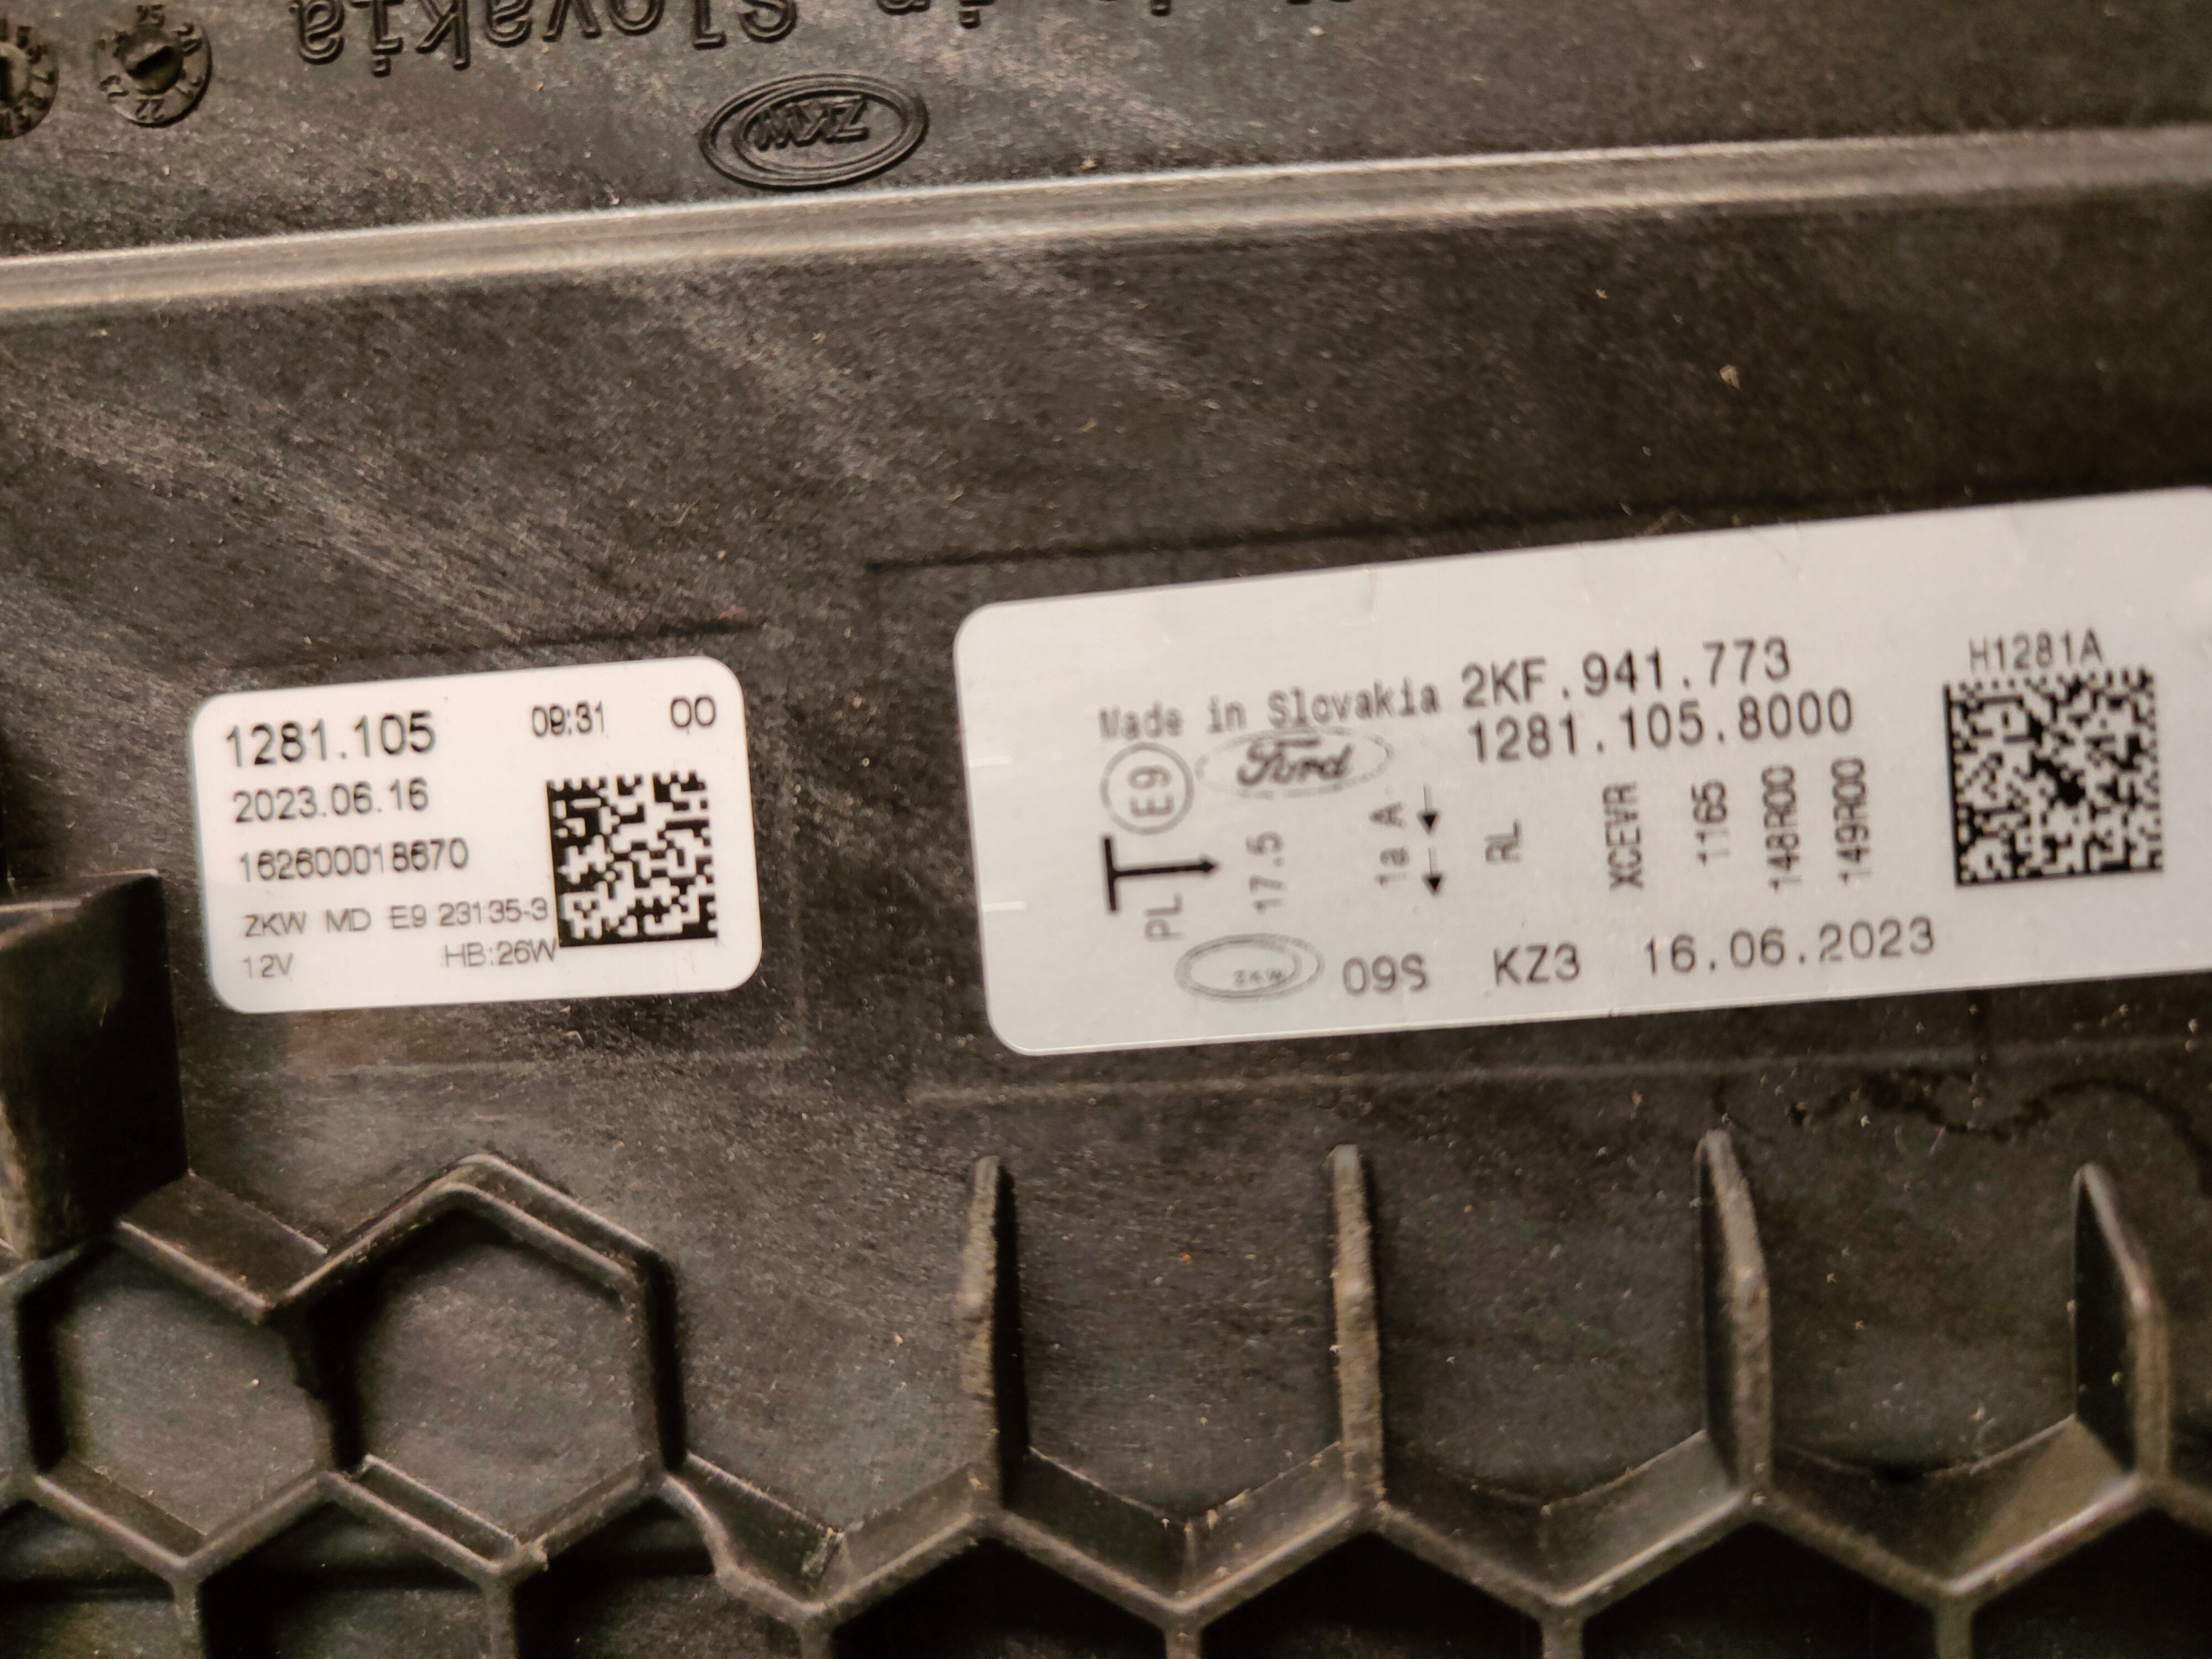 Made in Slovakia
ZKW
1281.105 09:31 00
2023.06.16
162600018670
ZKW MD E9 23135-3
12V HB:26W
H1281A
Made in Slovakia 2KF.941.773
1281.105.8000
E9 Ford
PL T 17.5 1a A RL XCEVR 1165 148R00 149R00
ZKW 09S KZ3 16.06.2023